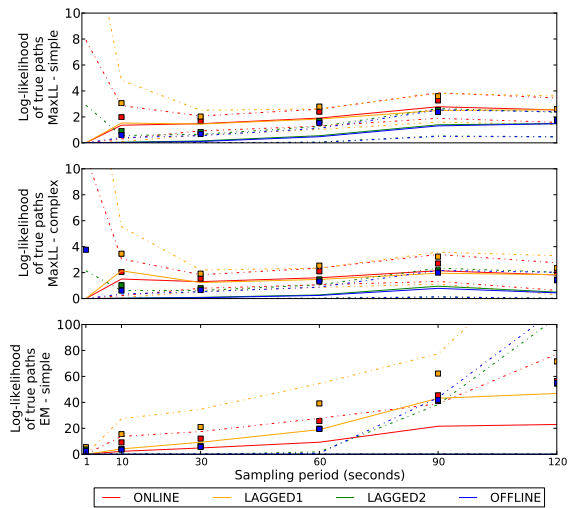 10
8
6
4
2
0
Log-likelihood
of true paths
MaxLL - simple
10
8
6
4
2
0
Log-likelihood
of true paths
MaxLL - complex
100
80
60
40
20
0
Log-likelihood
of true paths
EM - simple
1 10 30 60 90 120
Sampling period (seconds)
ONLINE LAGGED1 LAGGED2 OFFLINE